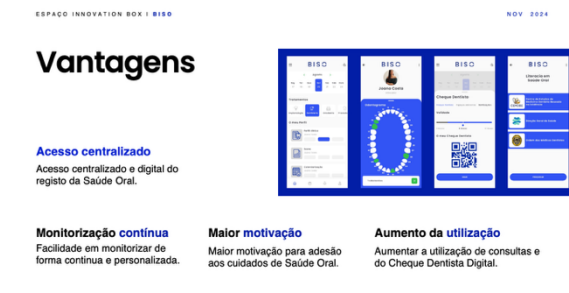 ESPAÇO INNOVATION BOX I BISO
NOV 2024
Vantagens
BISO
BISO
Joana Costa
BISO
Cheque Dentista
BISO
Literacia em
Saúde Oral
Acesso centralizado
Acesso centralizado e digital do
registo da Saúde Oral.
Monitorização contínua
Facilidade em monitorizar de
forma continua e personalizada.
Maior motivação
Maior motivação para adesão
aos cuidados de Saúde Oral.
Aumento da utilização
Aumentar a utilização de consultas e
do Cheque Dentista Digital.